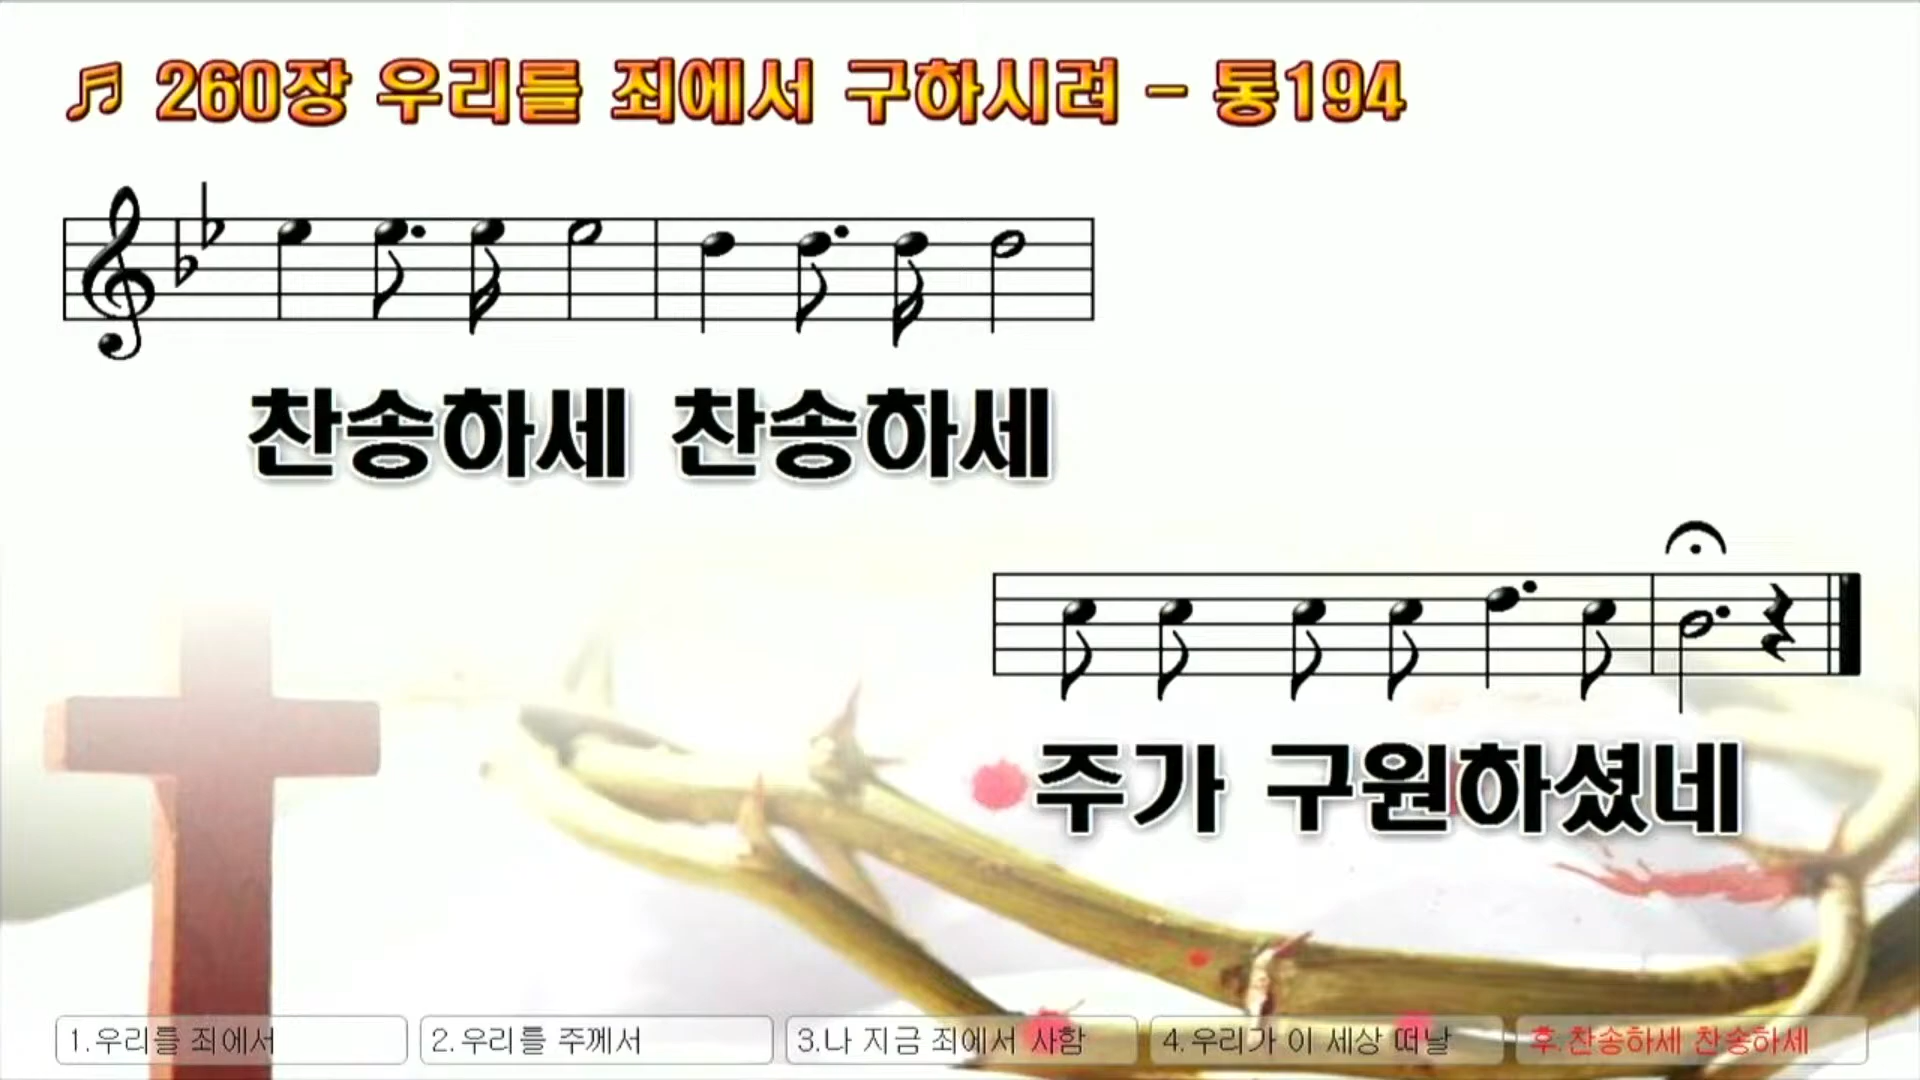 260장 우리를 죄에서 구하시려 - 통194
찬송하세 찬송하세
주가 구원하셨네
1.우리를 죄에서
2.우리를 주께서
3.나 지금 죄에서 사함
4.우리가 이 세상 떠날
후.찬송하세 찬송하세